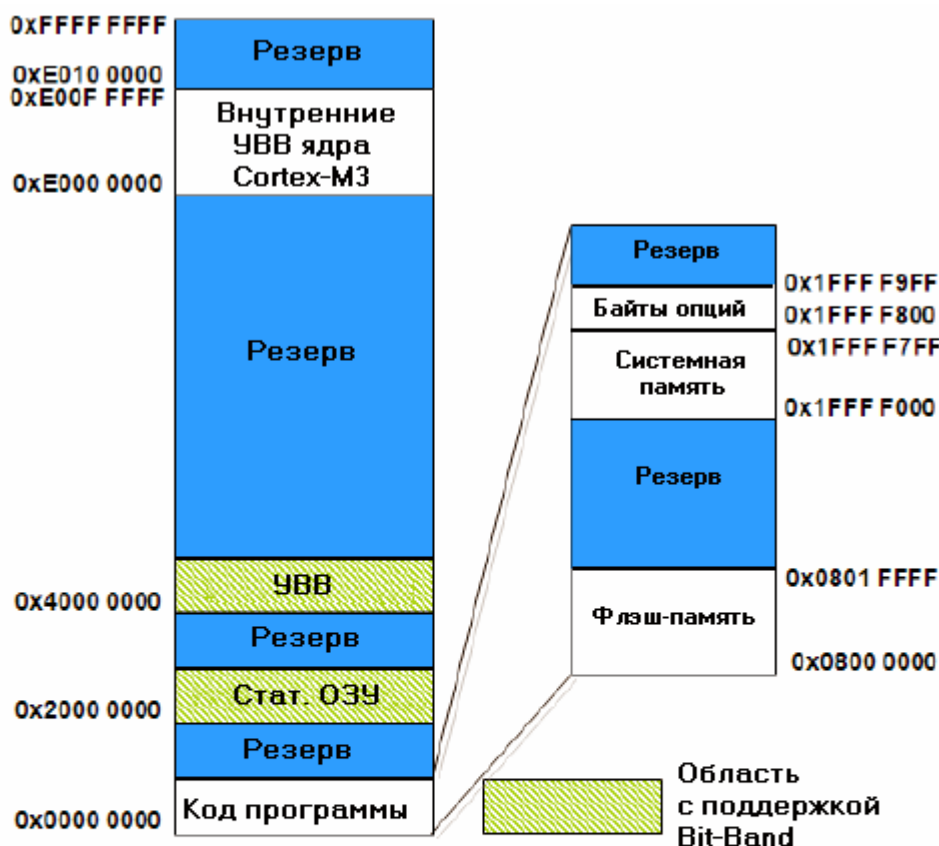 0xFFFF FFFF
Резерв
0xE010 0000
0xE00F FFFF
Внутренние
УВВ ядра
Cortex-M3
0xE000 0000
Резерв
УВВ
0x4000 0000
Резерв
Стат. ОЗУ
0x2000 0000
Резерв
Код программы
0x0000 0000
Резерв
0x1FFF F9FF
Байты опций
0x1FFF F800
0x1FFF F7FF
Системная
память
0x1FFF F000
Резерв
0x0801 FFFF
Флэш-память
0x0800 0000
Область
с поддержкой
Bit-Band